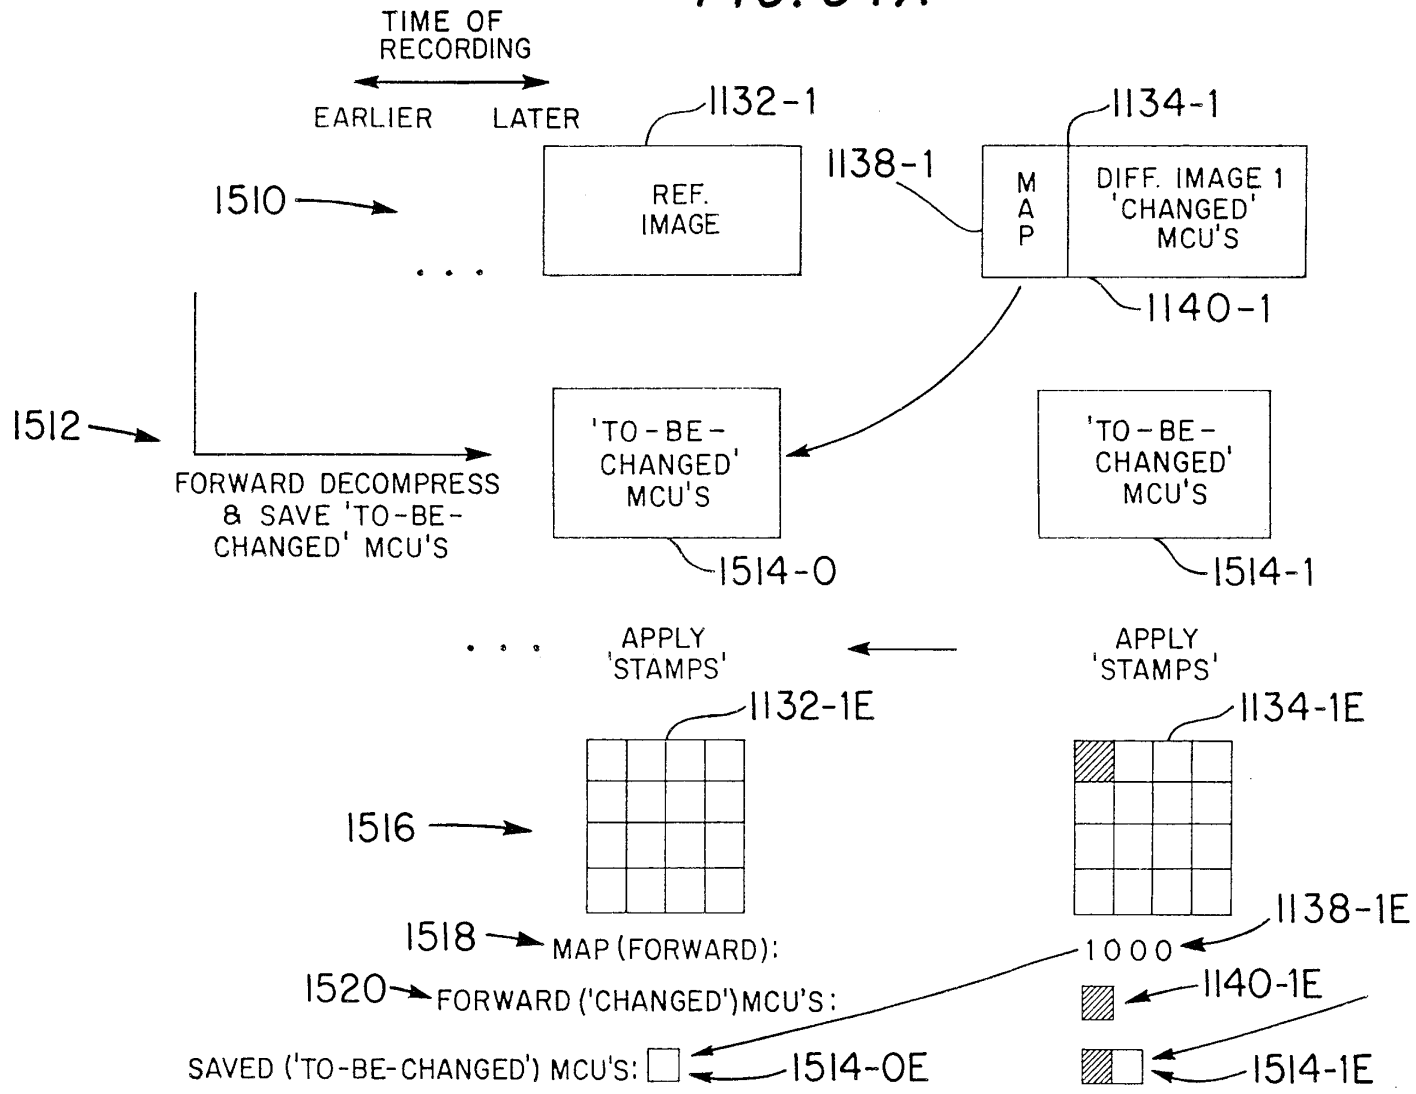 TIME OF
RECORDING
EARLIER LATER
1132-1
1134-1
1138-1
1510
REF.
IMAGE
MAP
DIFF. IMAGE 1
'CHANGED'
MCU'S
...
1140-1
1512
FORWARD DECOMPRESS
& SAVE 'TO-BE-
CHANGED' MCU'S
'TO-BE-
CHANGED'
MCU'S
'TO-BE-
CHANGED'
MCU'S
1514-0
1514-1
...
APPLY
'STAMPS'
APPLY
'STAMPS'
1132-1E
1134-1E
1516
1138-1E
1518
MAP (FORWARD):
1000
1520
FORWARD ('CHANGED') MCU'S:
1140-1E
SAVED ('TO-BE-CHANGED') MCU'S:
1514-0E
1514-1E